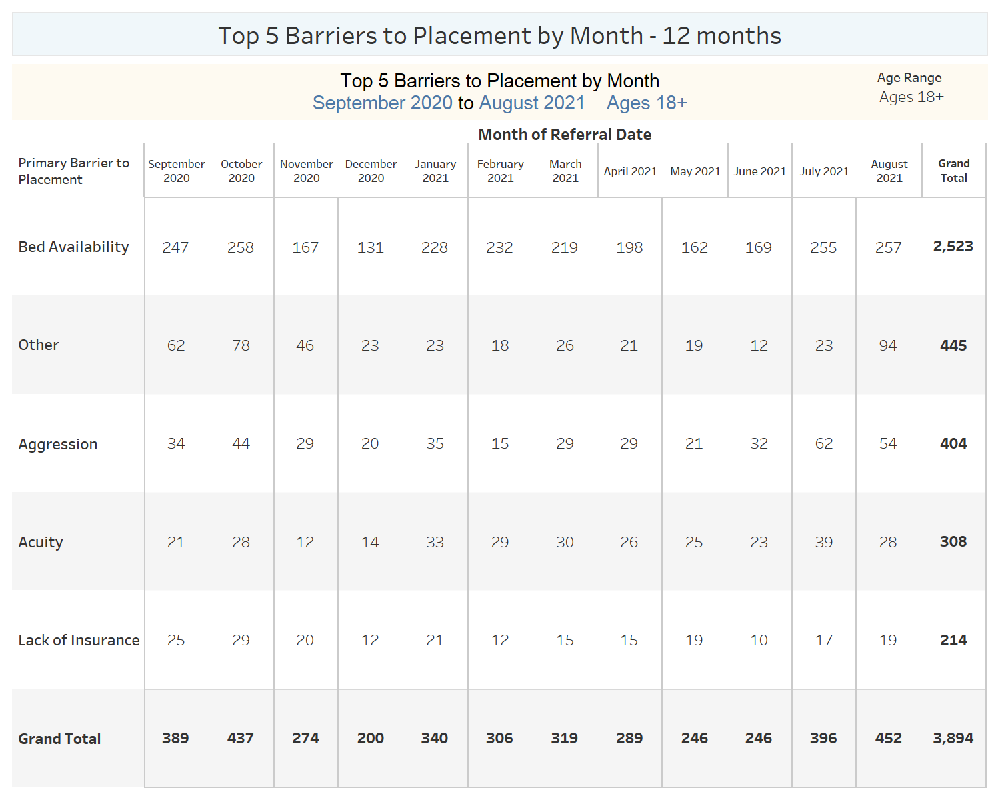 Top 5 Barriers to Placement by Month - 12 months
Top 5 Barriers to Placement by Month
September 2020 to August 2021 Ages 18+
Age Range
Ages 18+
Month of Referral Date
Primary Barrier to
Placement
September
2020
October
2020
November
2020
December
2020
January
2021
February
2021
March
2021
April 2021
May 2021
June 2021
July 2021
August
2021
Grand
Total
Bed Availability 247 258 167 131 228 232 219 198 162 169 255 257 2,523
Other 62 78 46 23 23 18 26 21 19 12 23 94 445
Aggression 34 44 29 20 35 15 29 29 21 32 62 54 404
Acuity 21 28 12 14 33 29 30 26 25 23 39 28 308
Lack of Insurance 25 29 20 12 21 12 15 15 19 10 17 19 214
Grand Total 389 437 274 200 340 306 319 289 246 246 396 452 3,894